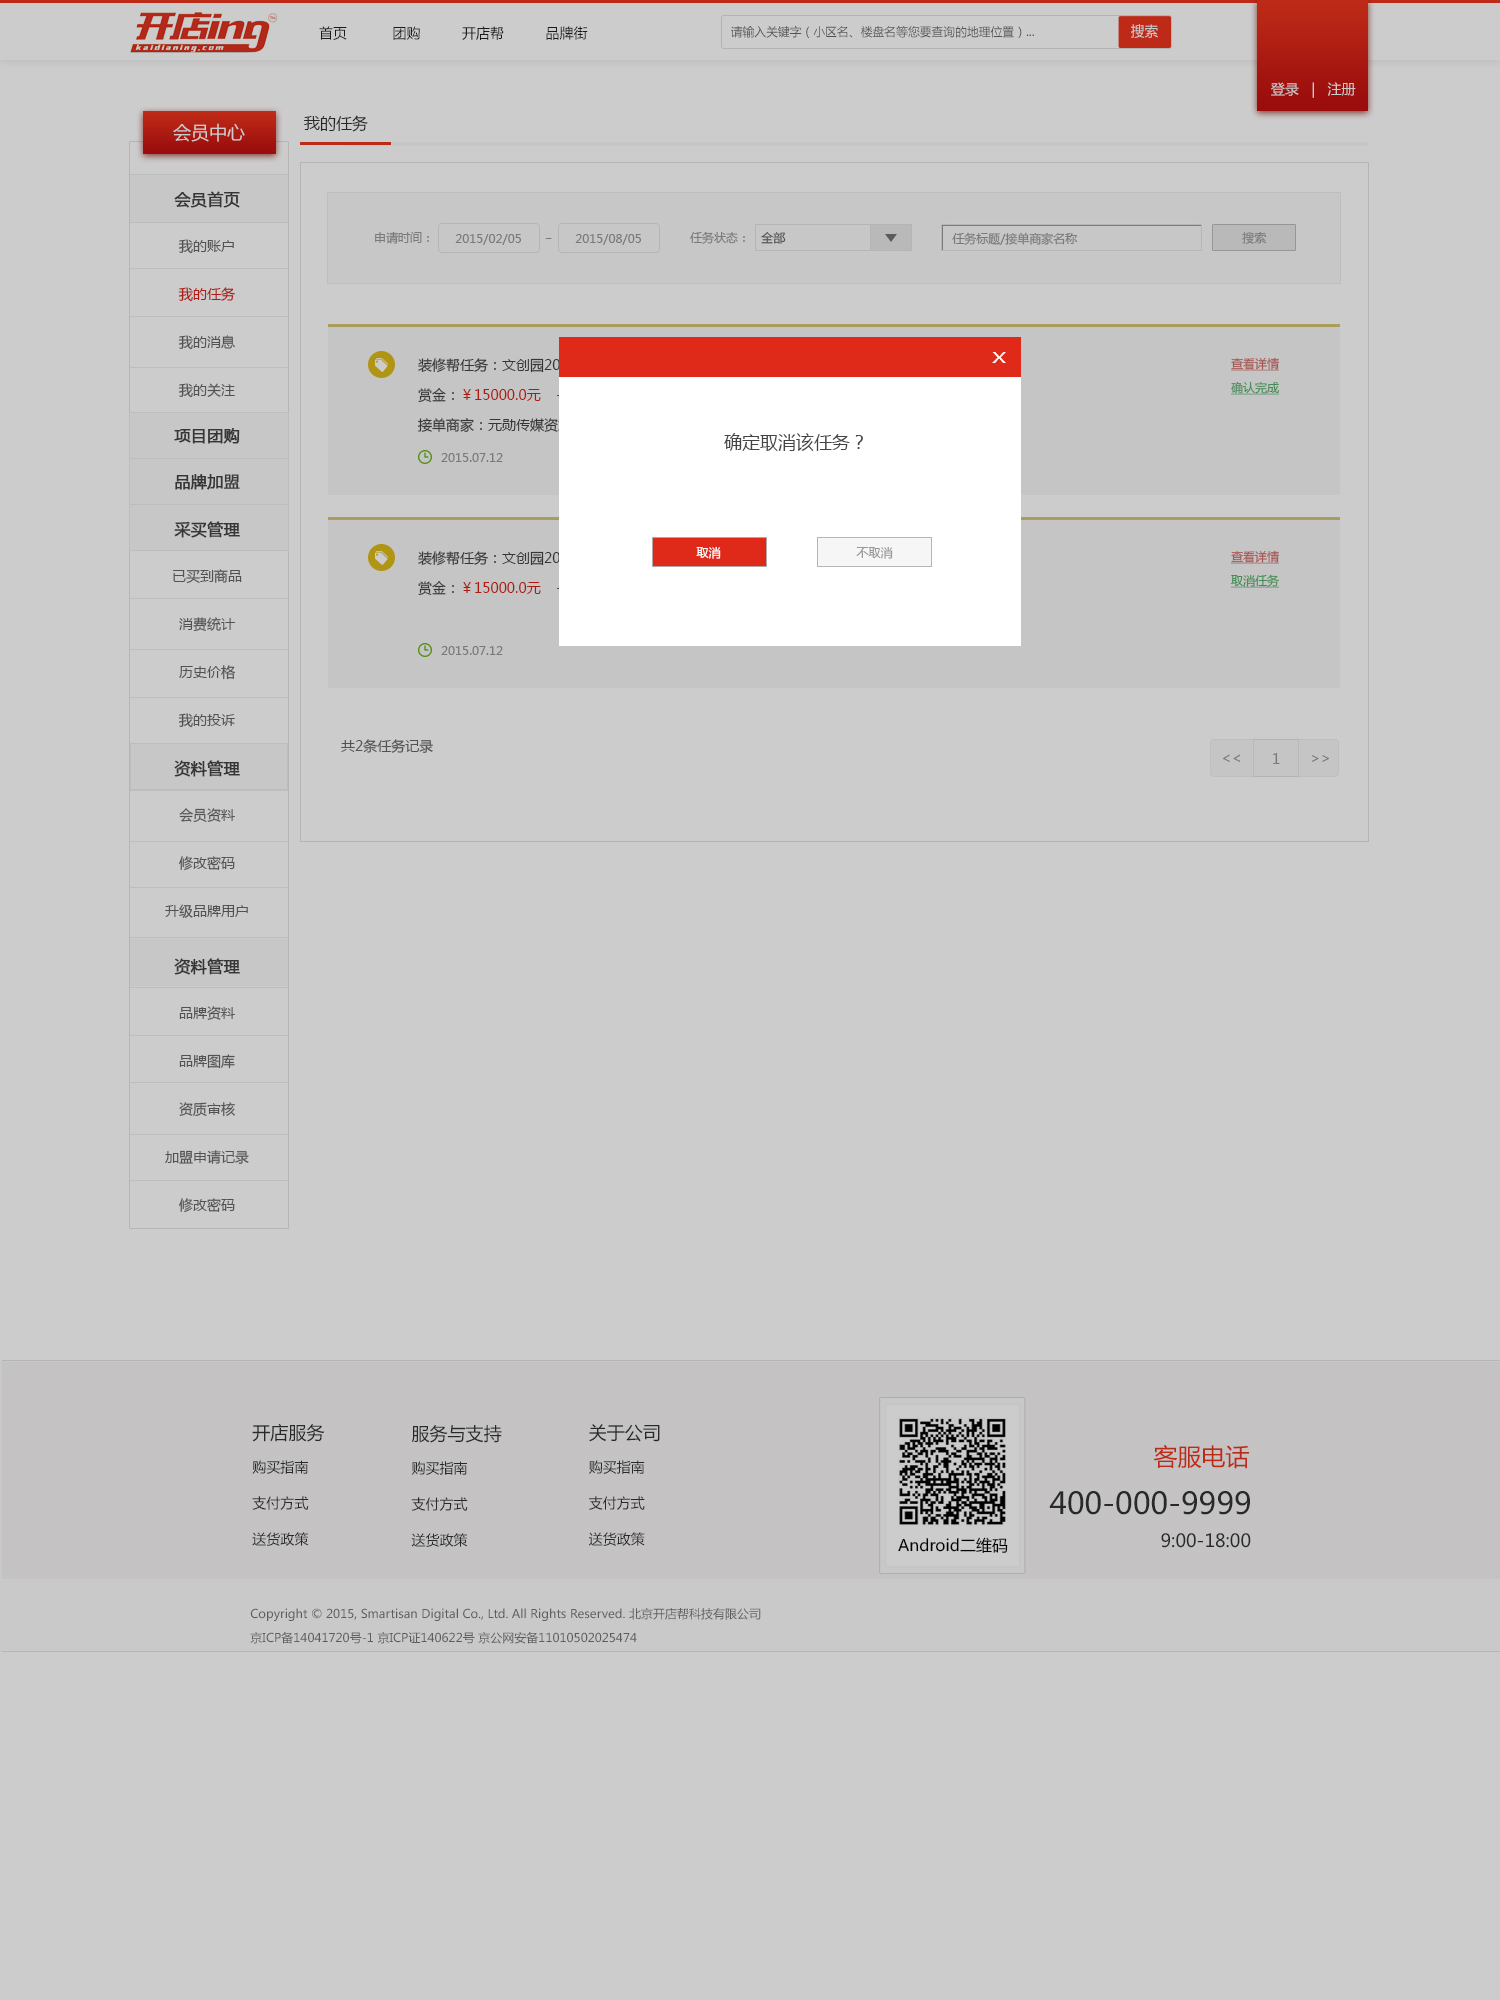 开店ing
kaidianing.com
首页 团购 开店帮 品牌街
请输入关键字（小区名、楼盘名等您要查询的地理位置）...
搜索
登录 | 注册
会员中心
会员首页
我的账户
我的任务
我的消息
我的关注
项目团购
品牌加盟
采买管理
已买到商品
消费统计
历史价格
我的投诉
资料管理
会员资料
修改密码
升级品牌用户
资料管理
品牌资料
品牌图库
资质审核
加盟申请记录
修改密码
我的任务
申请时间： 2015/02/05 - 2015/08/05 任务状态： 全部 任务标题/接单商家名称 搜索
装修帮任务：文创园20
赏金：￥15000.0元
接单商家：元勋传媒资
2015.07.12
查看详情
确认完成
确定取消该任务？
取消 不取消
装修帮任务：文创园20
赏金：￥15000.0元
2015.07.12
查看详情
取消任务
共2条任务记录
<< 1 >>
开店服务
购买指南
支付方式
送货政策
服务与支持
购买指南
支付方式
送货政策
关于公司
购买指南
支付方式
送货政策
Android二维码
客服电话
400-000-9999
9:00-18:00
Copyright © 2015, Smartisan Digital Co., Ltd. All Rights Reserved. 北京开店帮科技有限公司
京ICP备14041720号-1 京ICP证140622号 京公网安备11010502025474